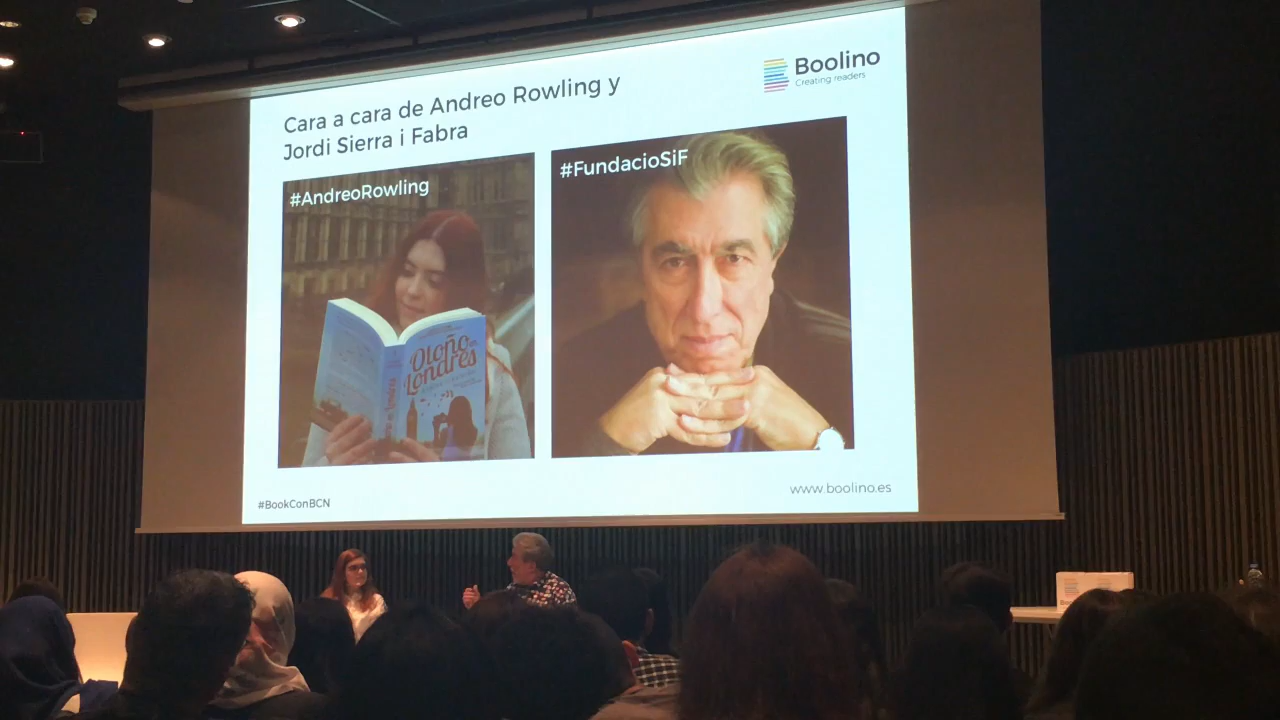 Boolino
Creating readers
Cara a cara de Andreo Rowling y
Jordi Sierra i Fabra
#AndreoRowling
#FundacioSiF
Otoño en
Londres
#BookConBCN
www.boolino.es